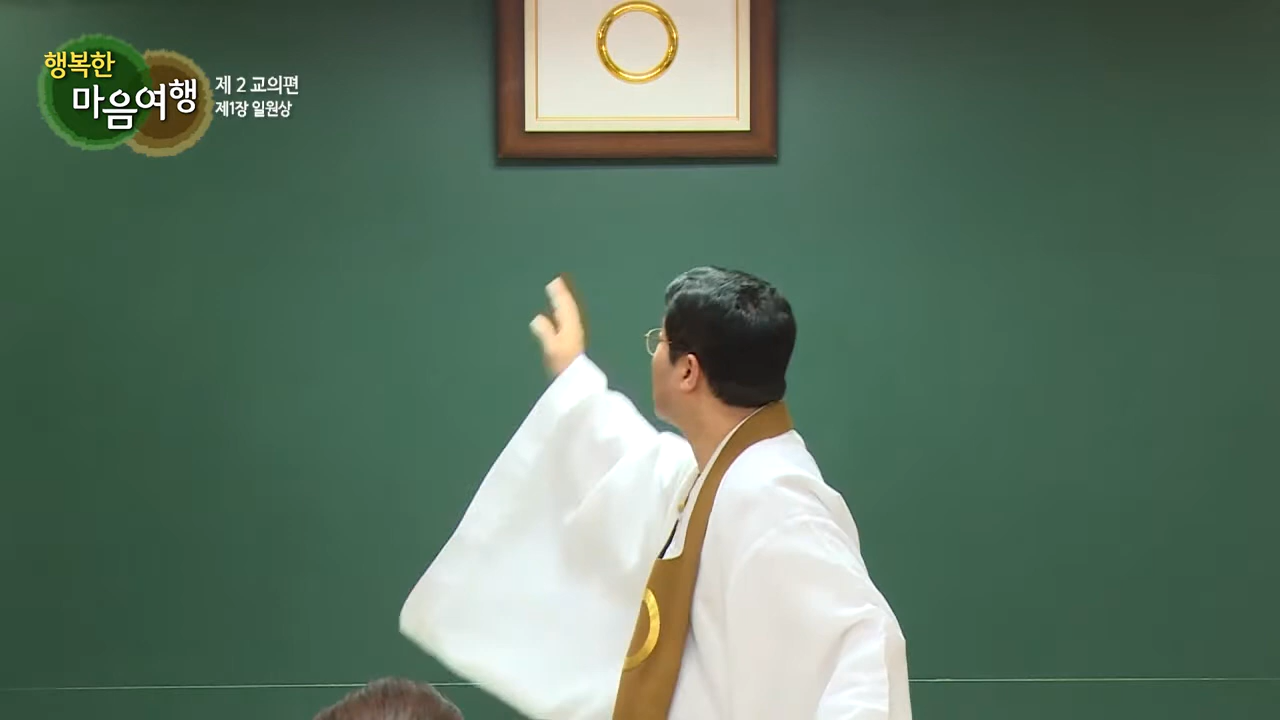 행복한
마음여행
제 2 교의편
제1장 일원상